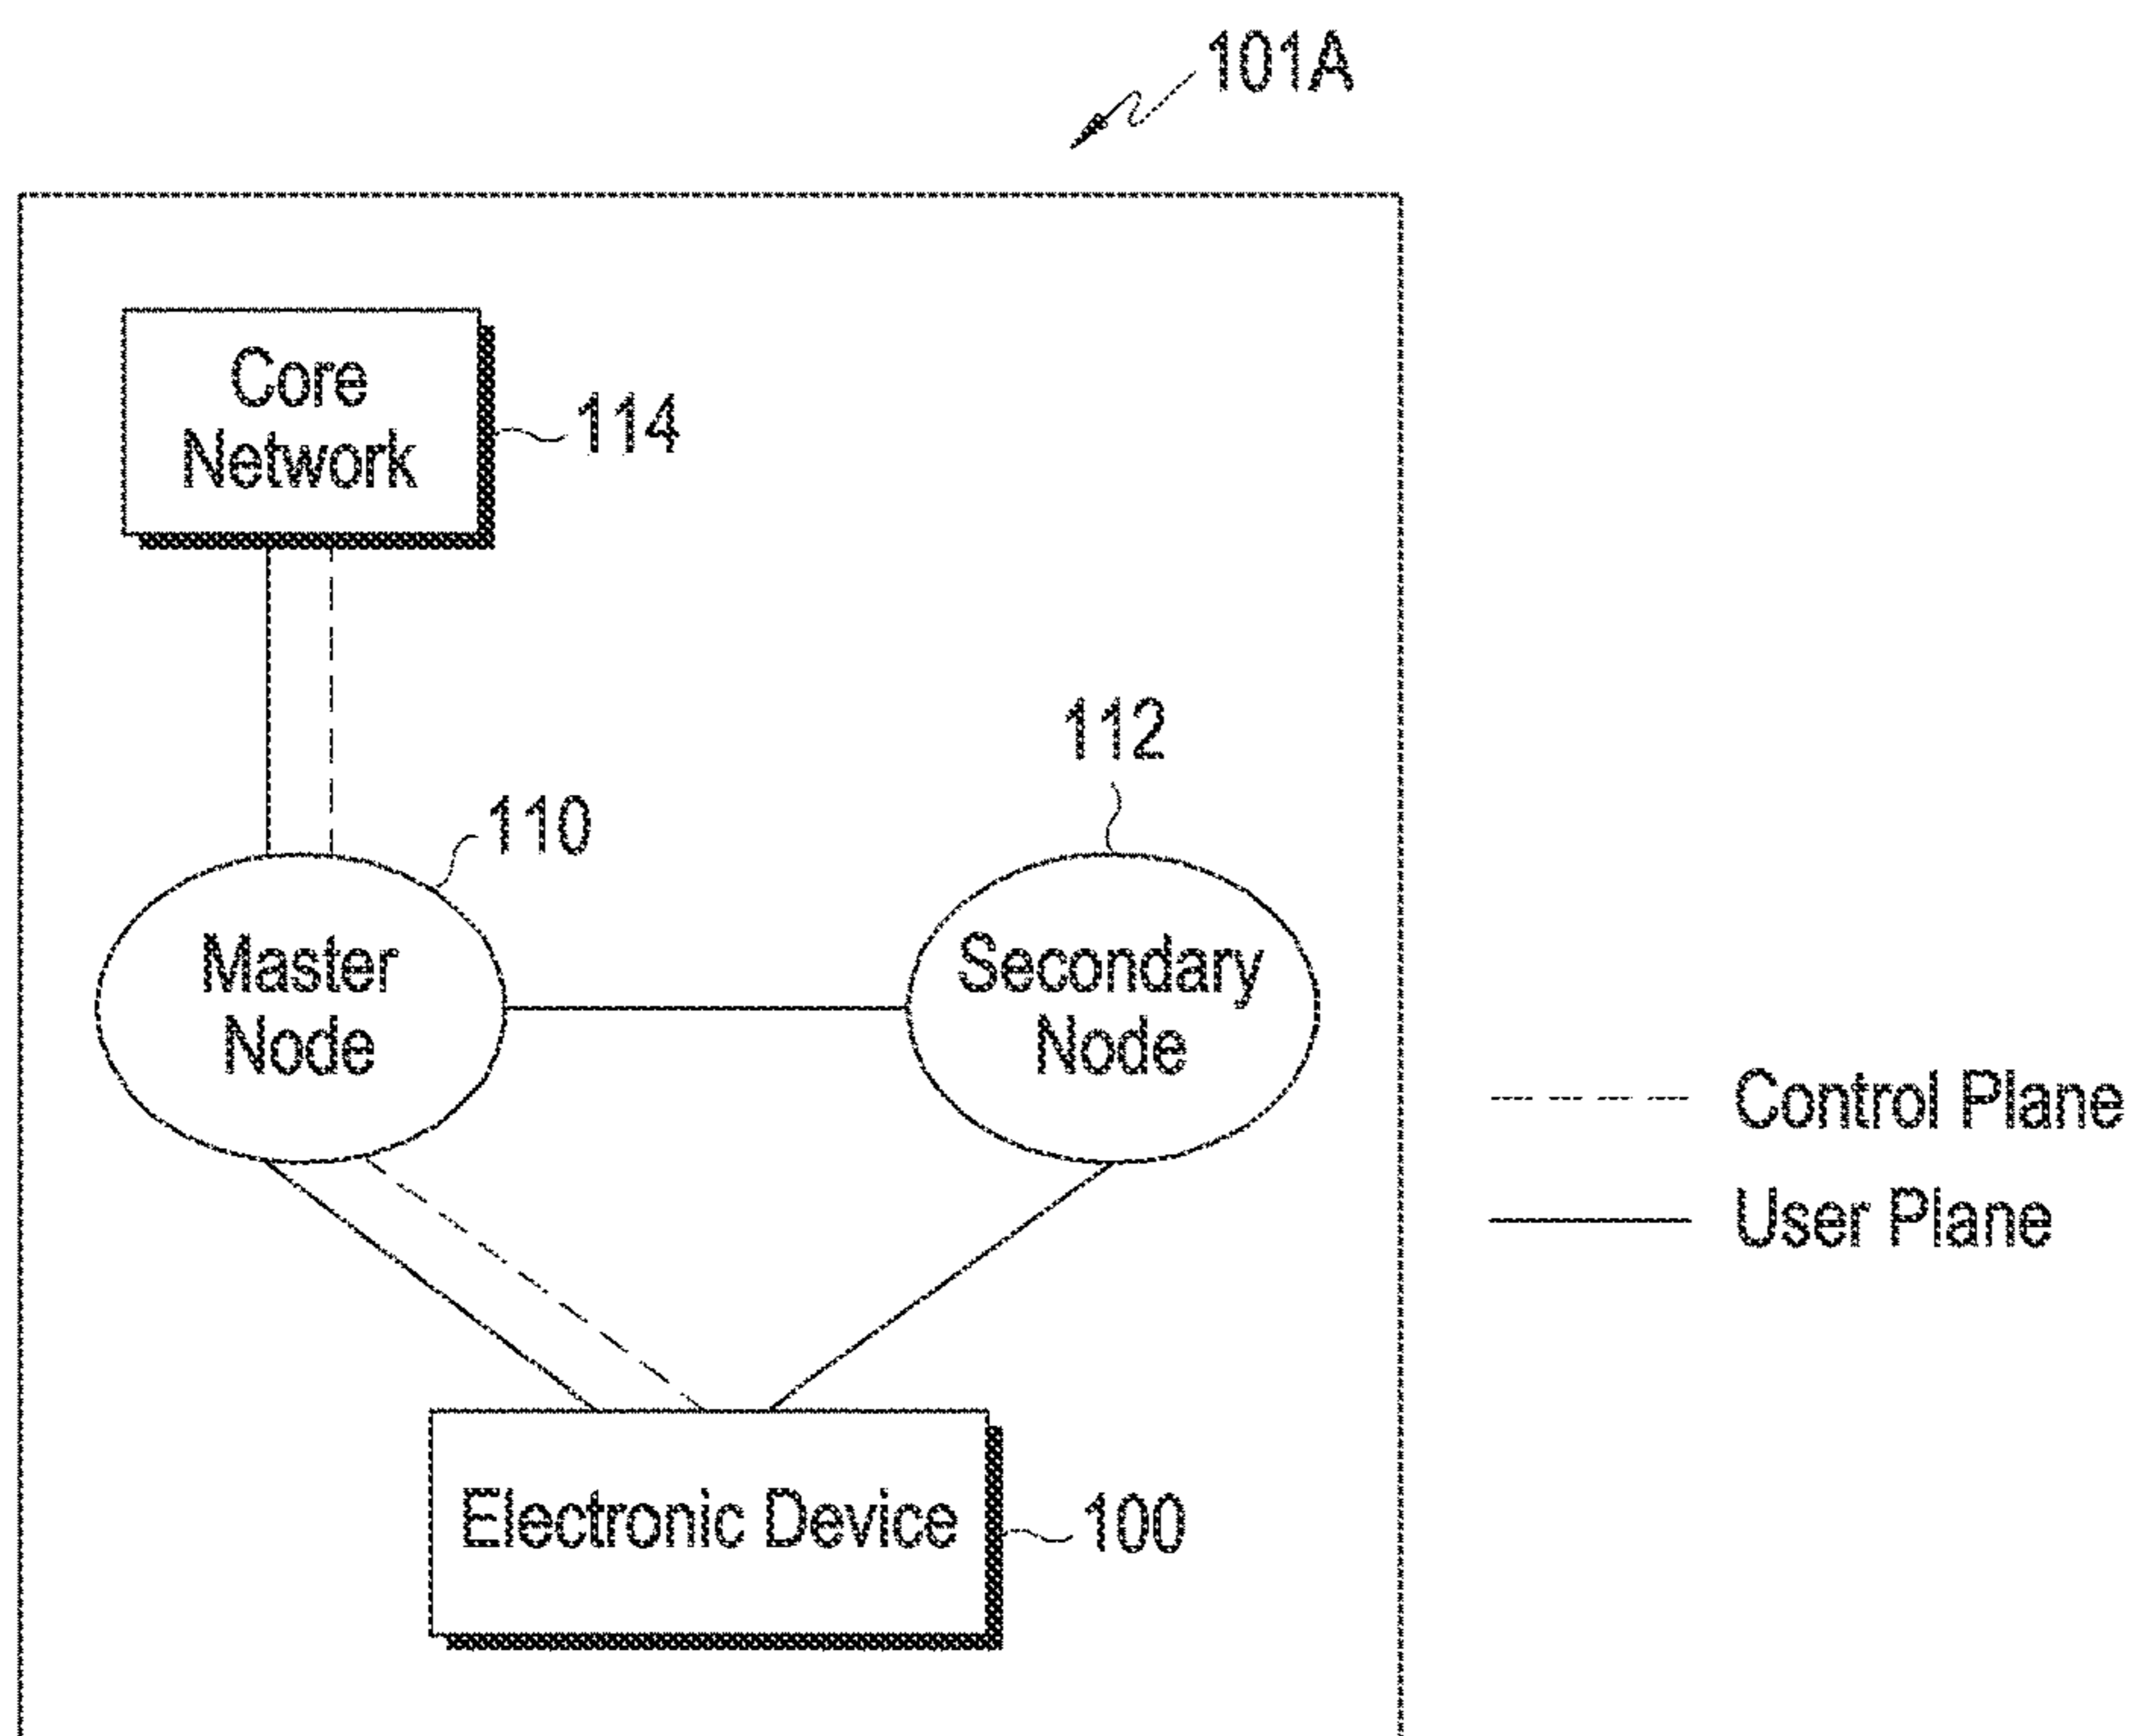 101A
Core
Network
114
112
110
Master
Node
Secondary
Node
Control Plane
User Plane
Electronic Device
100